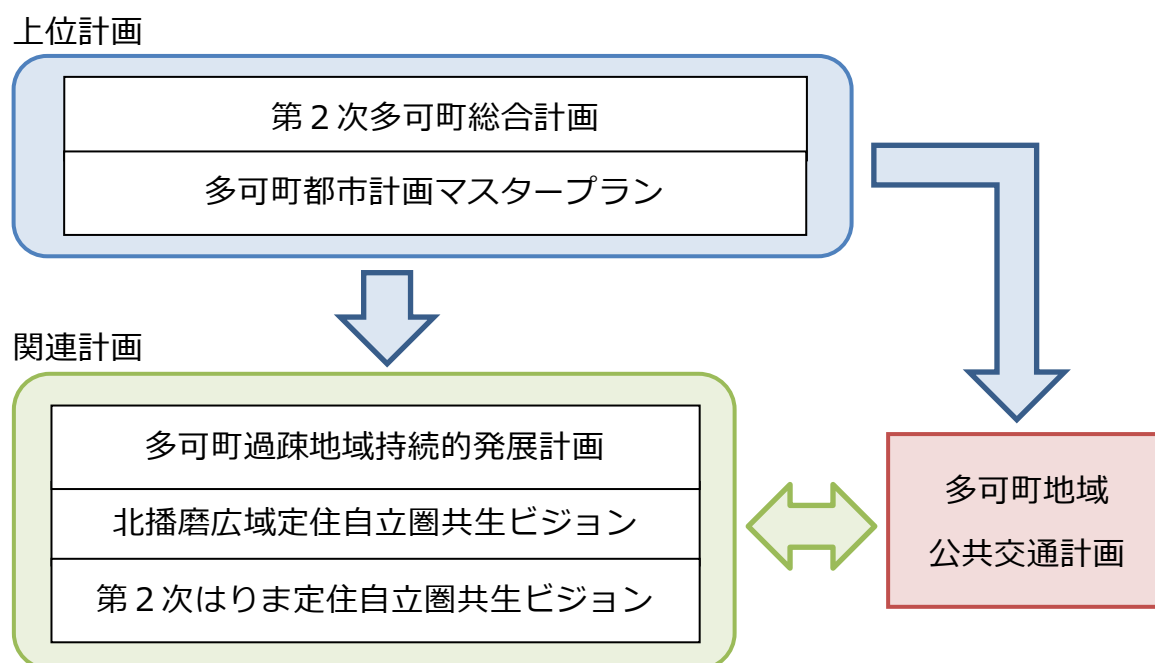 上位計画
第２次多可町総合計画
多可町都市計画マスタープラン
関連計画
多可町過疎地域持続的発展計画
北播磨広域定住自立圏共生ビジョン
第２次はりま定住自立圏共生ビジョン
多可町地域
公共交通計画